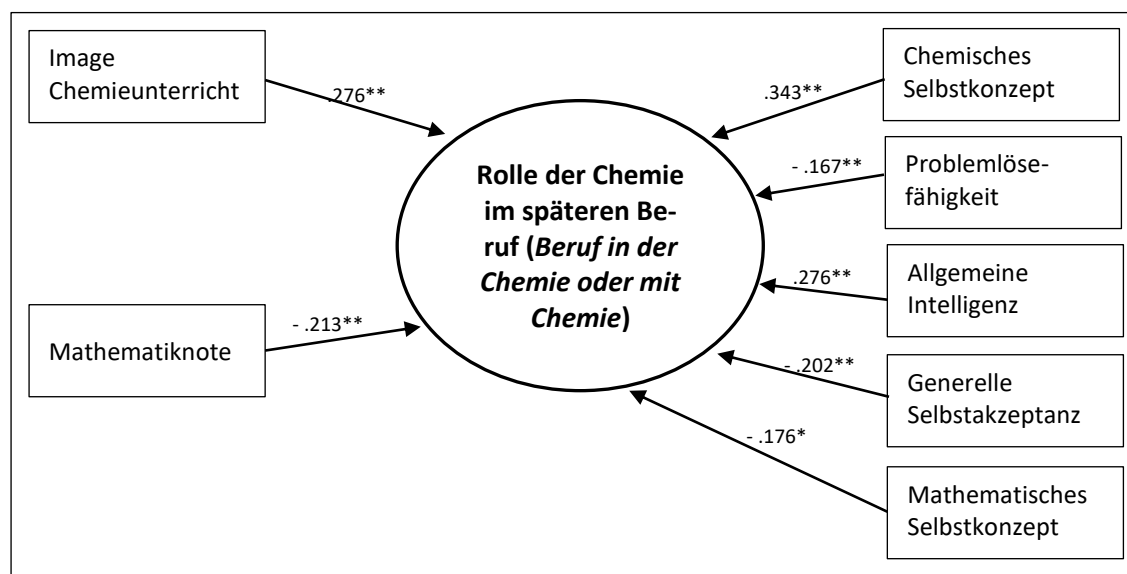 Image
Chemieunterricht
.276**
Mathematiknote
- .213**
Rolle der Chemie
im späteren Be-
ruf (Beruf in der
Chemie oder mit
Chemie)
.343**
Chemisches
Selbstkonzept
- .167**
Problemlöse-
fähigkeit
.276**
Allgemeine
Intelligenz
- .202**
Generelle
Selbstakzeptanz
- .176*
Mathematisches
Selbstkonzept